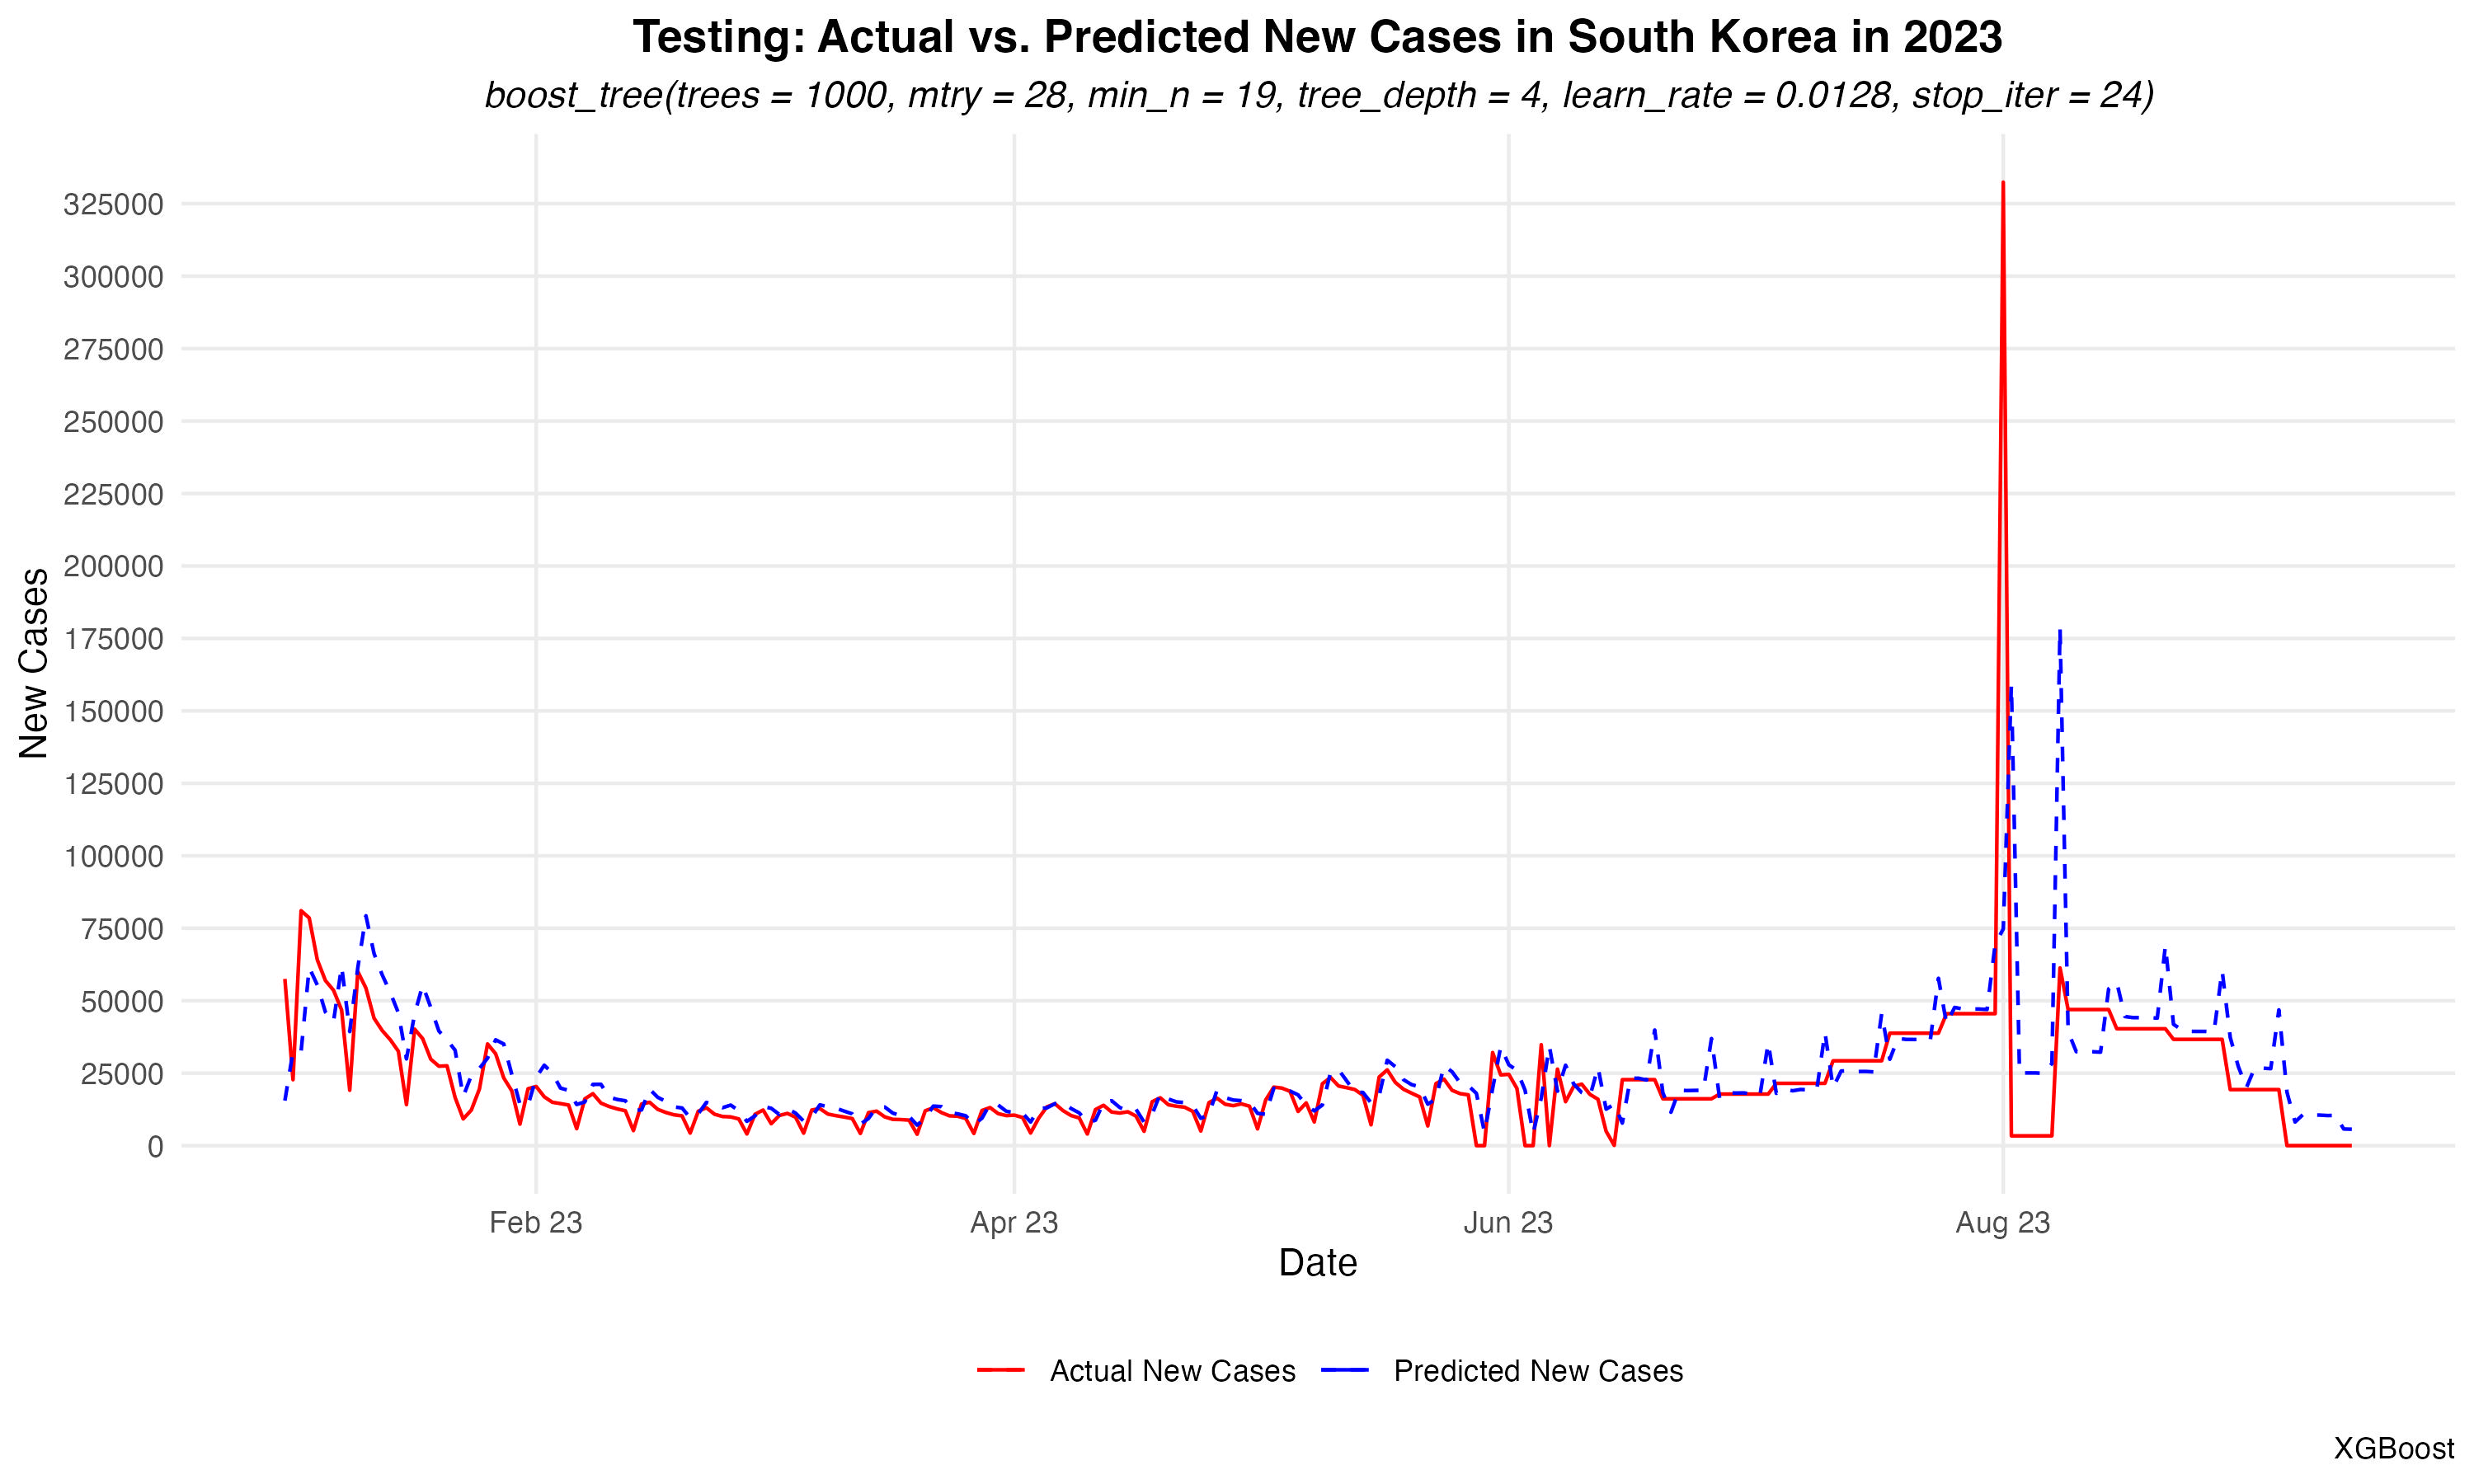 Testing: Actual vs. Predicted New Cases in South Korea in 2023
boost_tree(trees = 1000, mtry = 28, min_n = 19, tree_depth = 4, learn_rate = 0.0128, stop_iter = 24)
New Cases
325000
300000
275000
250000
225000
200000
175000
150000
125000
100000
75000
50000
25000
0
Feb 23 Apr 23 Jun 23 Aug 23
Date
Actual New Cases Predicted New Cases
XGBoost